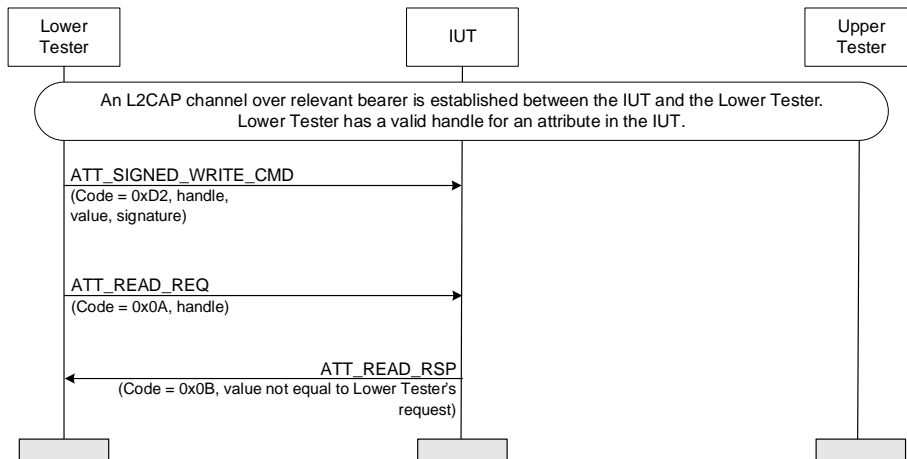 Lower
Tester
IUT
Upper
Tester
An L2CAP channel over relevant bearer is established between the IUT and the Lower Tester.
Lower Tester has a valid handle for an attribute in the IUT.
ATT_SIGNED_WRITE_CMD
(Code = 0xD2, handle,
value, signature)
ATT_READ_REQ
(Code = 0x0A, handle)
ATT_READ_RSP
(Code = 0x0B, value not equal to Lower Tester's
request)